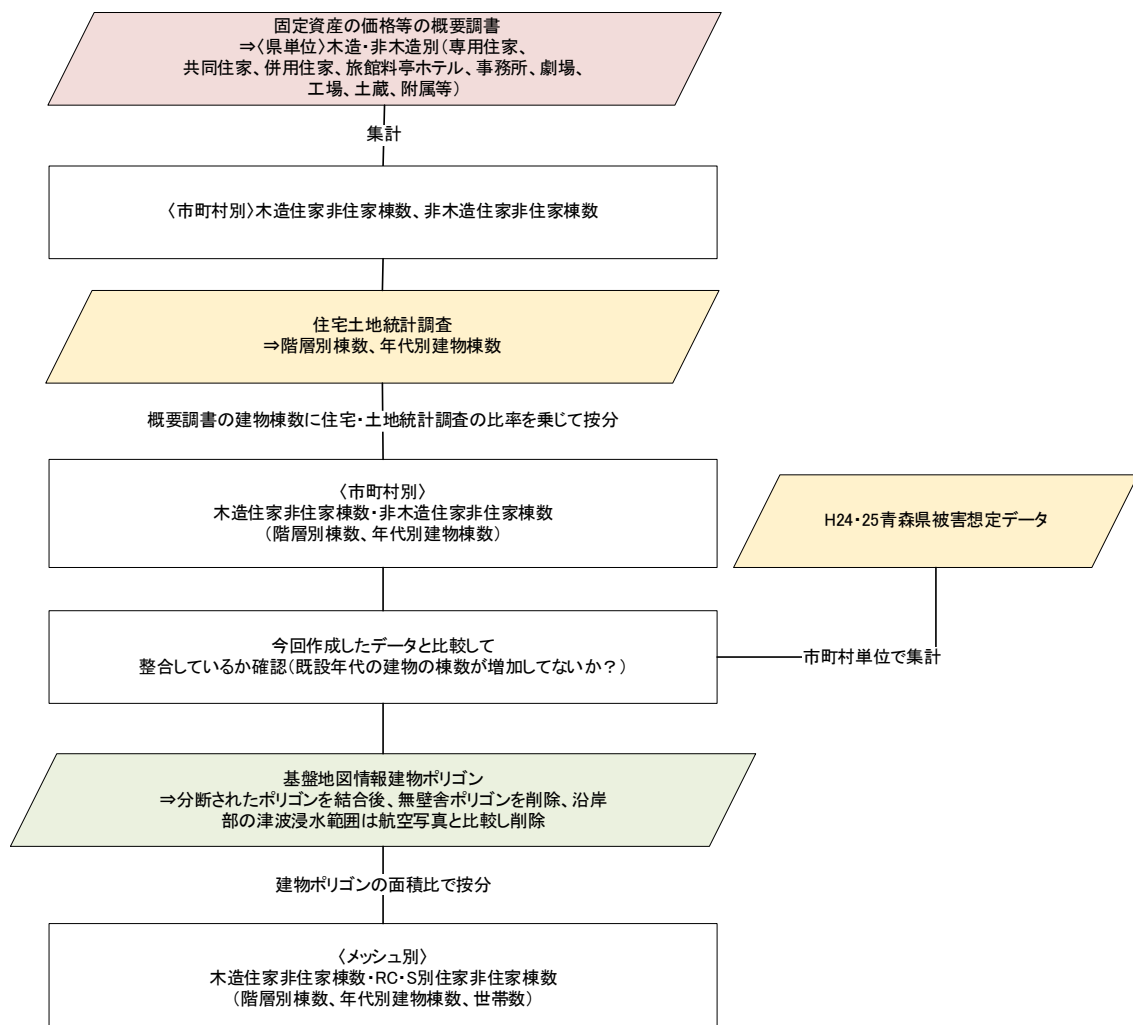 固定資産の価格等の概要調書
⇒〈県単位〉木造・非木造別（専用住家、
共同住家、併用住家、旅館料亭ホテル、事務所、劇場、
工場、土蔵、附属等）
集計
〈市町村別〉木造住家非住家棟数、非木造住家非住家棟数
住宅土地統計調査
⇒階層別棟数、年代別建物棟数
概要調書の建物棟数に住宅・土地統計調査の比率を乗じて按分
〈市町村別〉
木造住家非住家棟数・非木造住家非住家棟数
（階層別棟数、年代別建物棟数）
H24・25青森県被害想定データ
今回作成したデータと比較して
整合しているか確認（既設年代の建物の棟数が増加してないか？）
市町村単位で集計
基盤地図情報建物ポリゴン
⇒分断されたポリゴンを結合後、無壁舎ポリゴンを削除、沿岸
部の津波浸水範囲は航空写真と比較し削除
建物ポリゴンの面積比で按分
〈メッシュ別〉
木造住家非住家棟数・RC・S別住家非住家棟数
（階層別棟数、年代別建物棟数、世帯数）